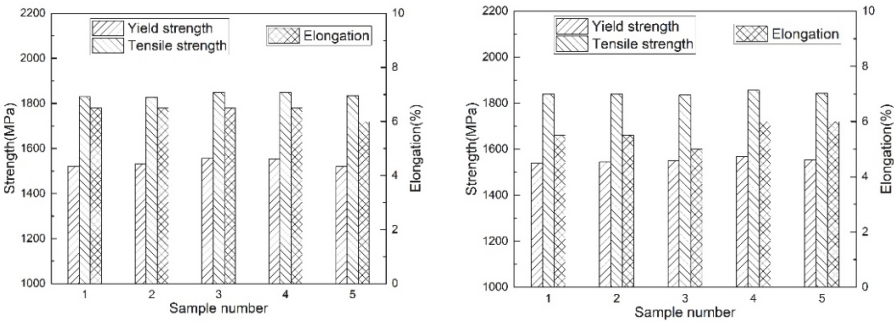 2200
2000
1800
1600
1400
1200
1000
Strength(MPa)
Yield strength
Tensile strength
Elongation
10
8
6
4
2
0
Elongation(%)
1 2 3 4 5
Sample number
2200
2000
1800
1600
1400
1200
1000
Strength(MPa)
Yield strength
Tensile strength
Elongation
10
8
6
4
2
0
Elongation(%)
1 2 3 4 5
Sample number